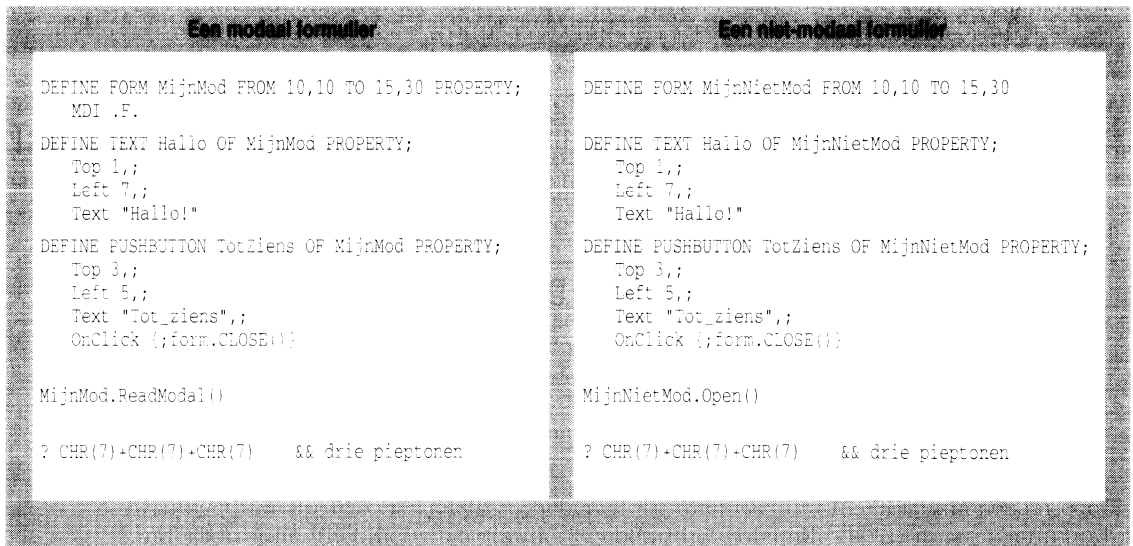 Een modaal formulier
DEFINE FORM MijnMod FROM 10,10 TO 15,30 PROPERTY;
MDI .F.
DEFINE TEXT Hallo OF MijnMod PROPERTY;
Top 1,;
Left 7,;
Text "Hallo!"
DEFINE PUSHBUTTON TotZiens OF MijnMod PROPERTY;
Top 3,;
Left 5,;
Text "Tot_ziens",;
OnClick {;form.CLOSE()}
MijnMod.ReadModal()
? CHR(7)+CHR(7)+CHR(7) && drie pieptonen
Een niet-modaal formulier
DEFINE FORM MijnNietMod FROM 10,10 TO 15,30
DEFINE TEXT Hallo OF MijnNietMod PROPERTY;
Top 1,;
Left 7,;
Text "Hallo!"
DEFINE PUSHBUTTON TotZiens OF MijnNietMod PROPERTY;
Top 3,;
Left 5,;
Text "Tot_ziens",;
OnClick {;form.CLOSE()}
MijnNietMod.Open()
? CHR(7)+CHR(7)+CHR(7) && drie pieptonen